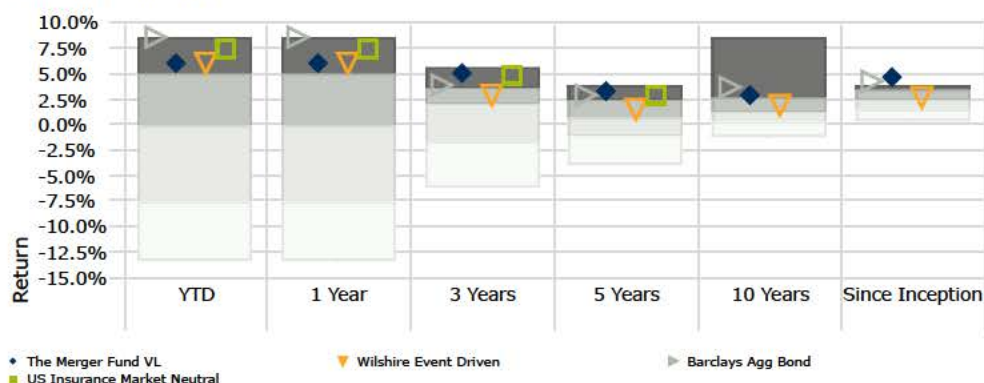 10.0%
7.5%
5.0%
2.5%
0.0%
-2.5%
-5.0%
-7.5%
-10.0%
-12.5%
-15.0%
Return
YTD 1 Year 3 Years 5 Years 10 Years Since Inception
The Merger Fund VL Wilshire Event Driven Barclays Agg Bond
US Insurance Market Neutral